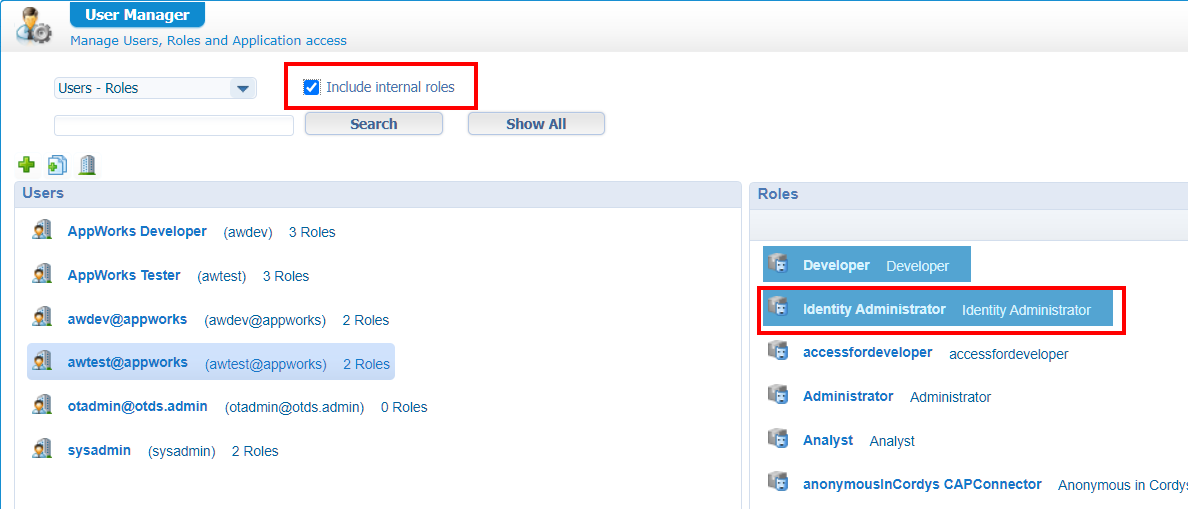 User Manager
Manage Users, Roles and Application access
Users - Roles
Include internal roles
Search
Show All
Users
AppWorks Developer (awdev) 3 Roles
AppWorks Tester (awtest) 3 Roles
awdev@appworks (awdev@appworks) 2 Roles
awtest@appworks (awtest@appworks) 2 Roles
otadmin@otds.admin (otadmin@otds.admin) 0 Roles
sysadmin (sysadmin) 2 Roles
Roles
Developer Developer
Identity Administrator Identity Administrator
accessfordeveloper accessfordeveloper
Administrator Administrator
Analyst Analyst
anonymousInCordys CAPConnector Anonymous in Cordys